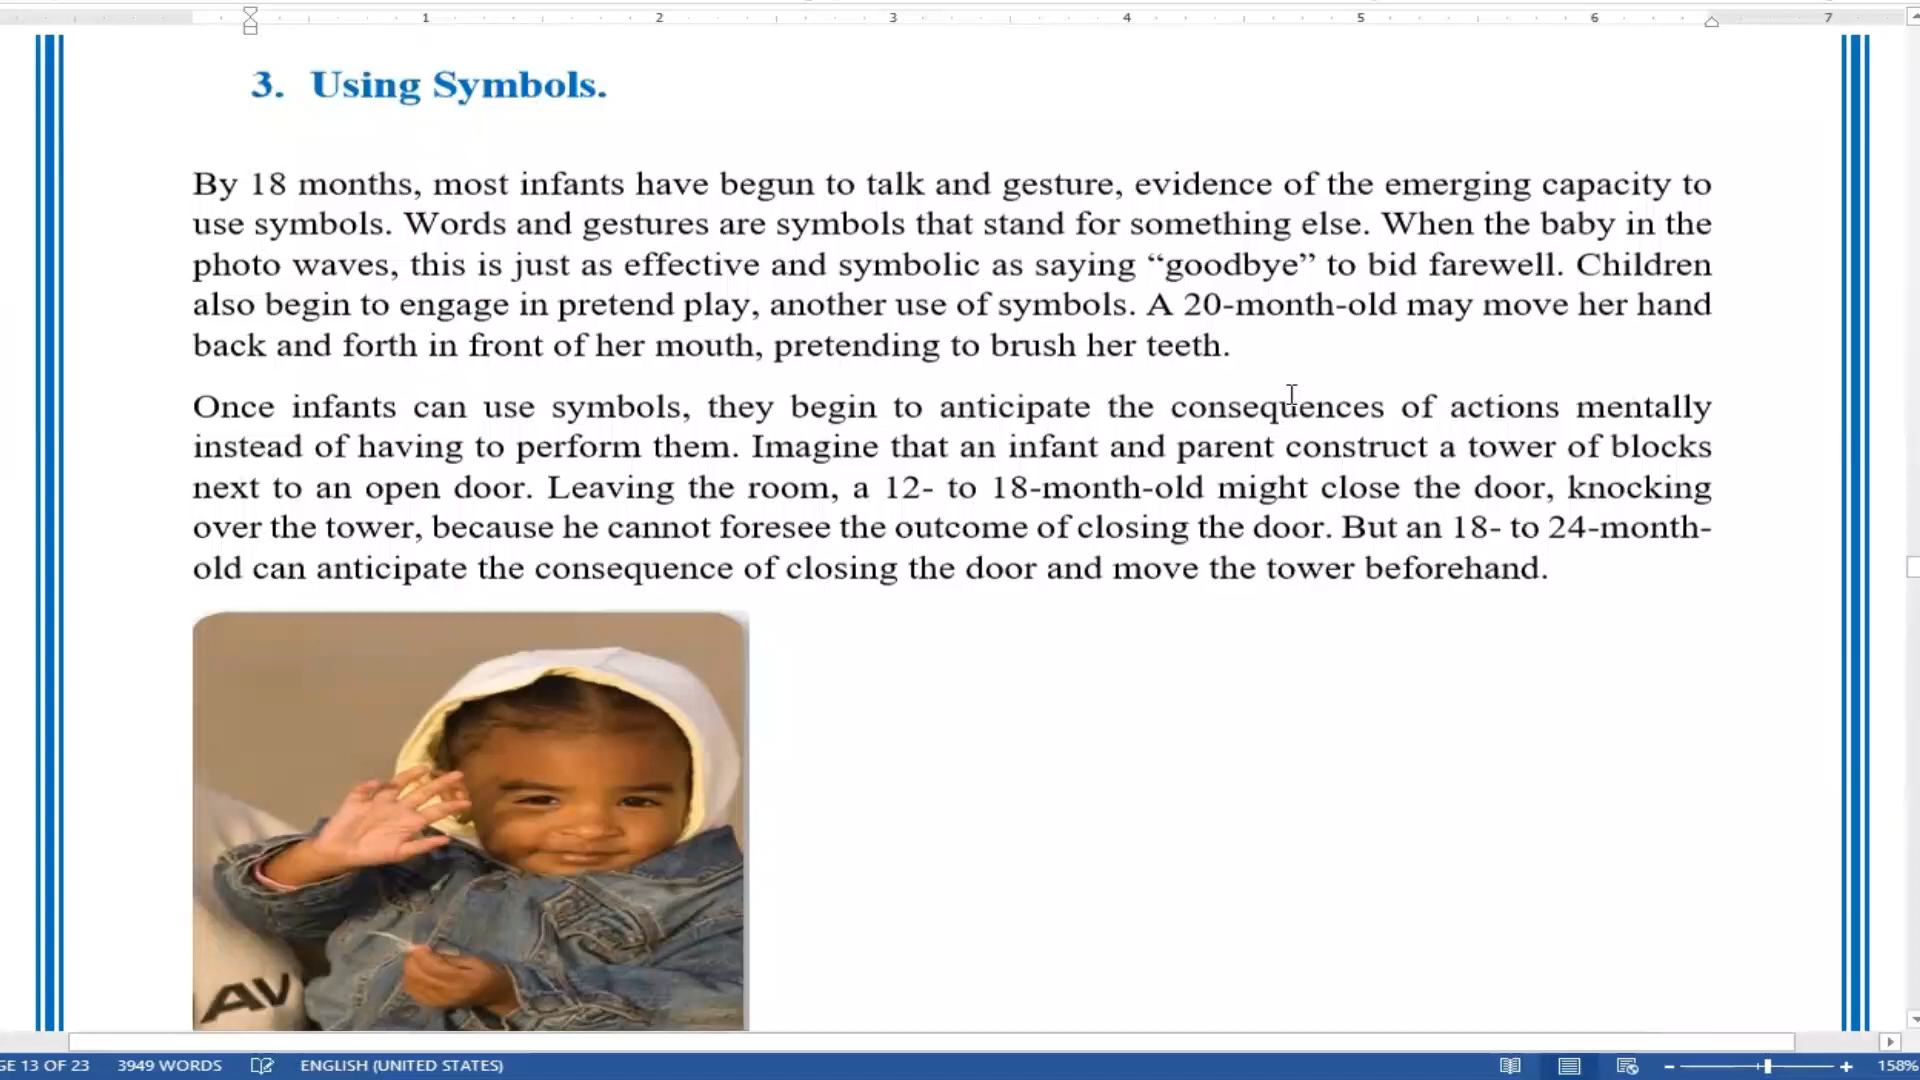 1 2 3 4 5 6 7
3. Using Symbols.
By 18 months, most infants have begun to talk and gesture, evidence of the emerging capacity to
use symbols. Words and gestures are symbols that stand for something else. When the baby in the
photo waves, this is just as effective and symbolic as saying “goodbye” to bid farewell. Children
also begin to engage in pretend play, another use of symbols. A 20-month-old may move her hand
back and forth in front of her mouth, pretending to brush her teeth.
Once infants can use symbols, they begin to anticipate the consequences of actions mentally
instead of having to perform them. Imagine that an infant and parent construct a tower of blocks
next to an open door. Leaving the room, a 12- to 18-month-old might close the door, knocking
over the tower, because he cannot foresee the outcome of closing the door. But an 18- to 24-month-
old can anticipate the consequence of closing the door and move the tower beforehand.
AV
GE 13 OF 23 3949 WORDS ENGLISH (UNITED STATES) 158%